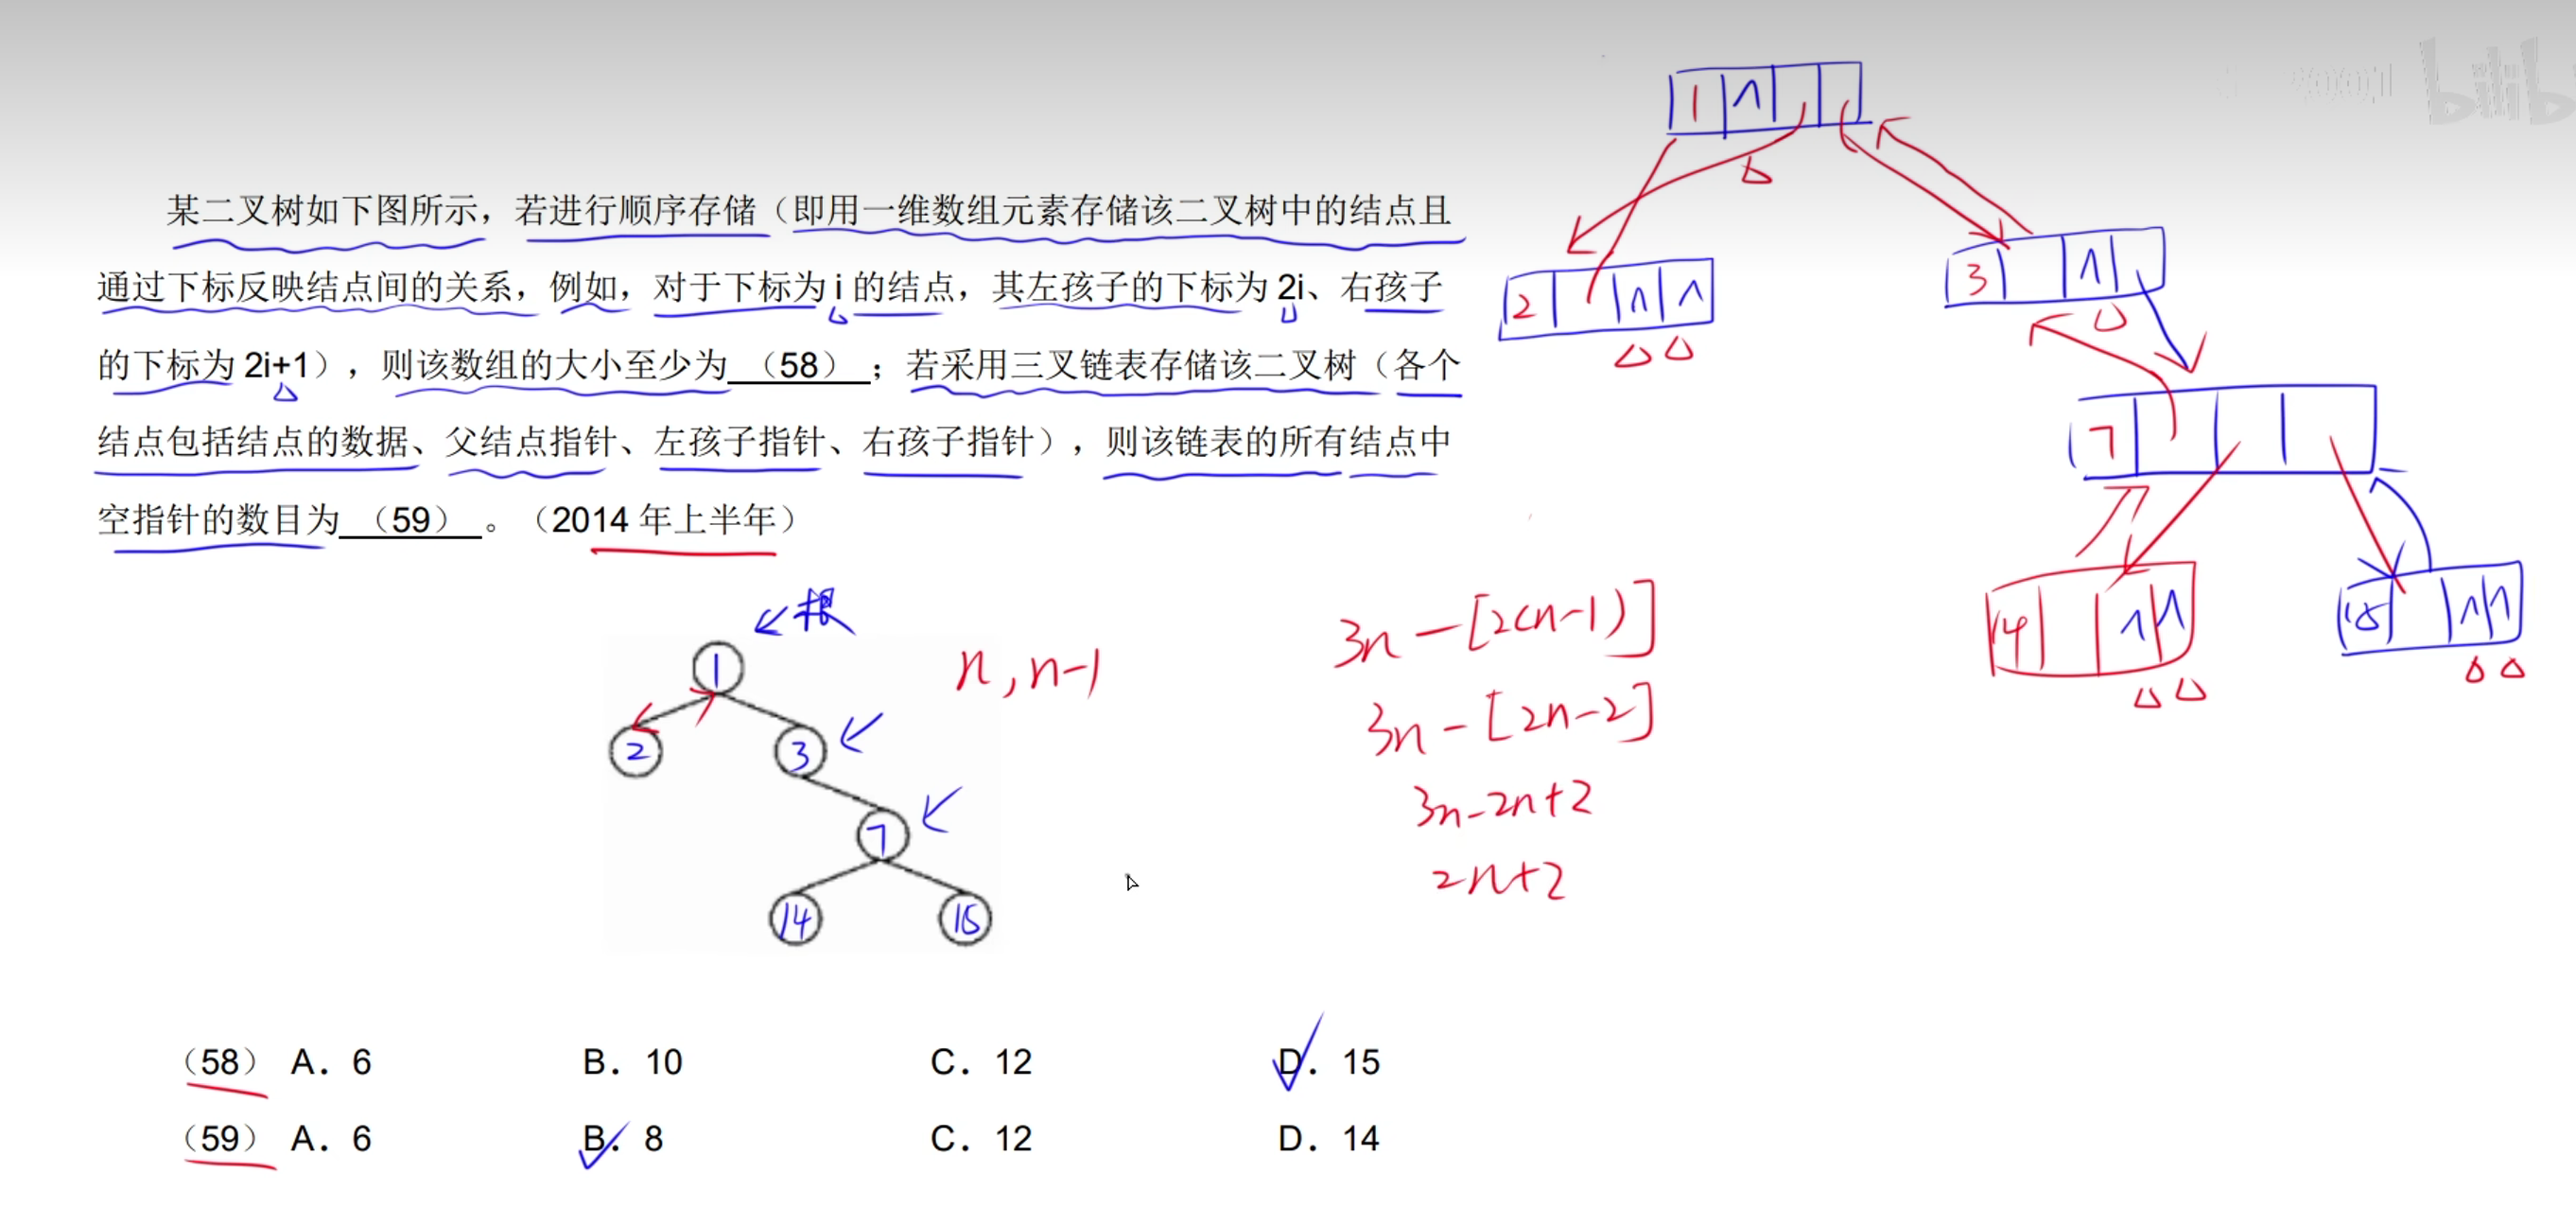 某二叉树如下图所示，若进行顺序存储（即用一维数组元素存储该二叉树中的结点且
通过下标反映结点间的关系，例如，对于下标为 i 的结点，其左孩子的下标为 2i、右孩子
的下标为 2i+1），则该数组的大小至少为 （58） ；若采用三叉链表存储该二叉树（各个
结点包括结点的数据、父结点指针、左孩子指针、右孩子指针），则该链表的所有结点中
空指针的数目为 （59） 。（2014 年上半年）
1 ∧
2 ∧ ∧
3 ∧
7
14 ∧ ∧
15 ∧ ∧
根
1
2 3
7
14 15
n , n-1
3n - [2(n-1)]
3n - [2n-2]
3n-2n+2
2n+2
（58） A. 6 B. 10 C. 12 D. 15
（59） A. 6 B. 8 C. 12 D. 14
bilib